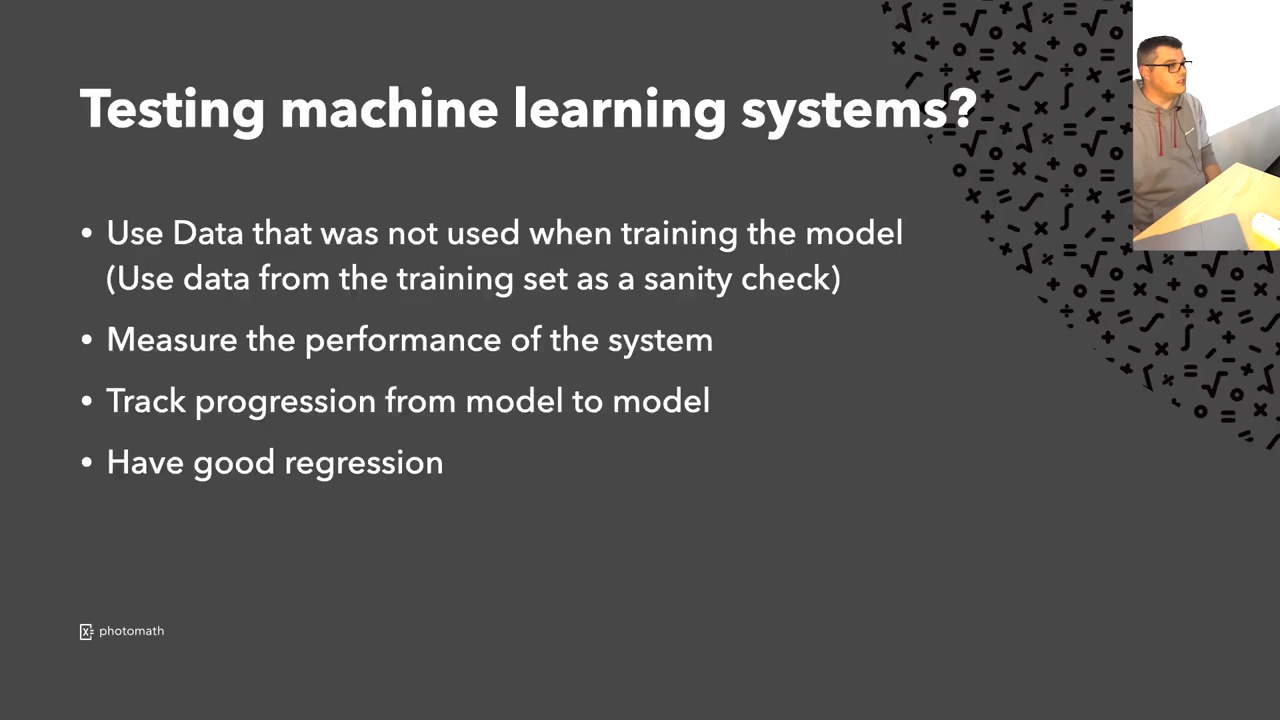 Testing machine learning systems?
• Use Data that was not used when training the model
(Use data from the training set as a sanity check)
• Measure the performance of the system
• Track progression from model to model
• Have good regression
photomath